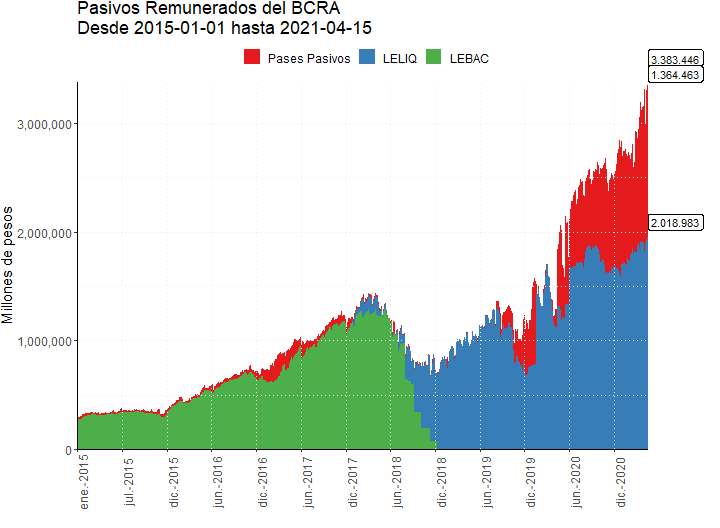 Pasivos Remunerados del BCRA
Desde 2015-01-01 hasta 2021-04-15
Pases Pasivos LELIQ LEBAC
3.383.446
1.364.463
2.018.983
Millones de pesos
3,000,000
2,000,000
1,000,000
0
ene.-2015 jul.-2015 dic.-2015 jun.-2016 dic.-2016 jun.-2017 dic.-2017 jun.-2018 dic.-2018 jun.-2019 dic.-2019 jun.-2020 dic.-2020